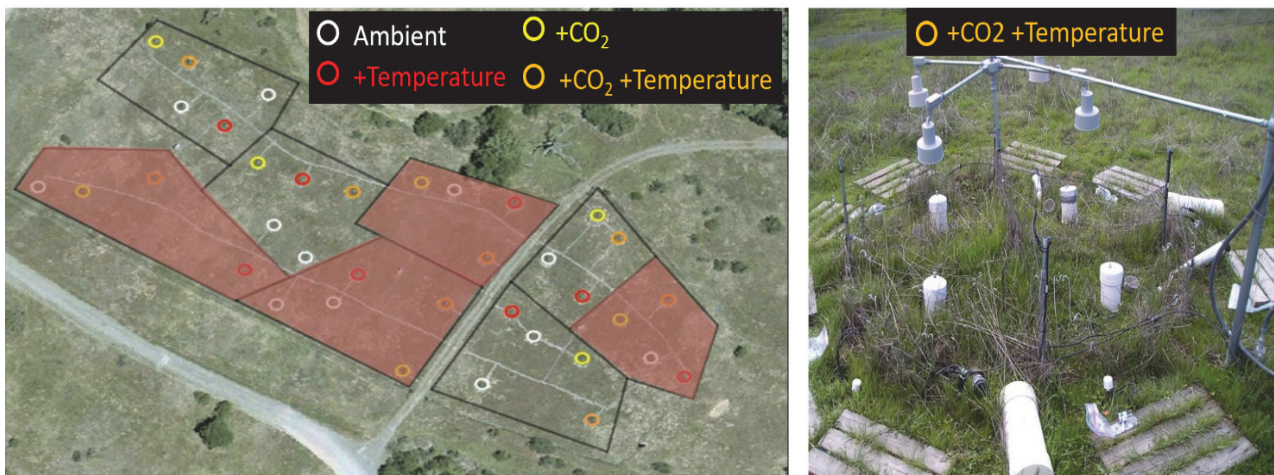 Ambient
+CO₂
+Temperature
+CO₂ +Temperature
+CO2 +Temperature